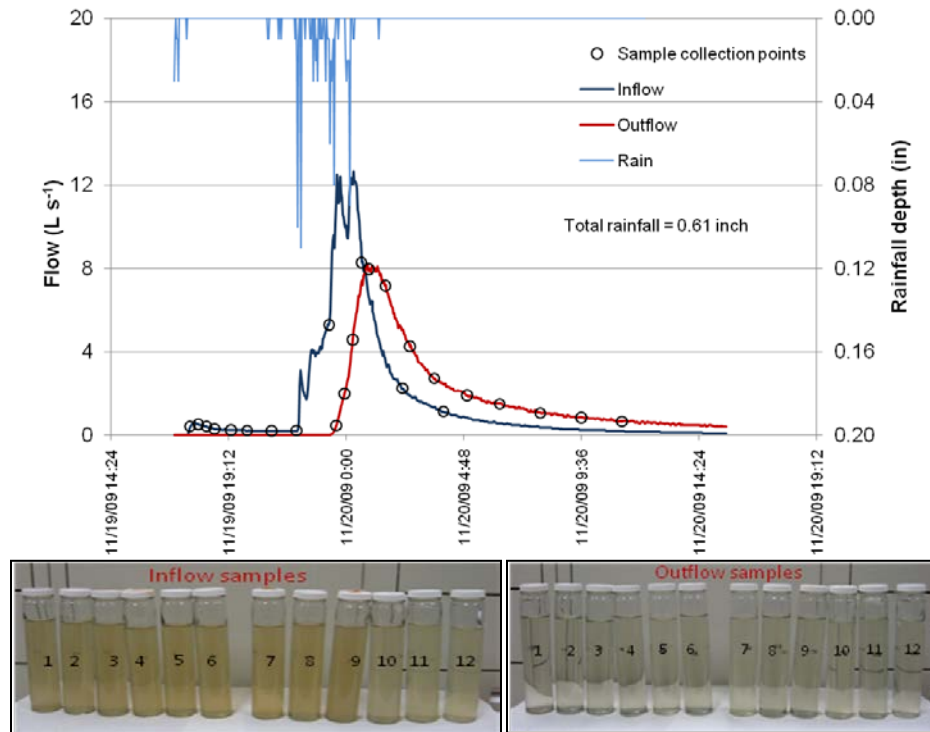 20
16
12
8
4
0
Flow (L s⁻¹)
0.00
0.04
0.08
0.12
0.16
0.20
Rainfall depth (in)
Sample collection points
Inflow
Outflow
Rain
Total rainfall = 0.61 inch
11/19/09 14:24
11/19/09 19:12
11/20/09 0:00
11/20/09 4:48
11/20/09 9:36
11/20/09 14:24
11/20/09 19:12
Inflow samples
1 2 3 4 5 6 7 8 9 10 11 12
Outflow samples
1 2 3 4 5 6 7 8 9 10 11 12